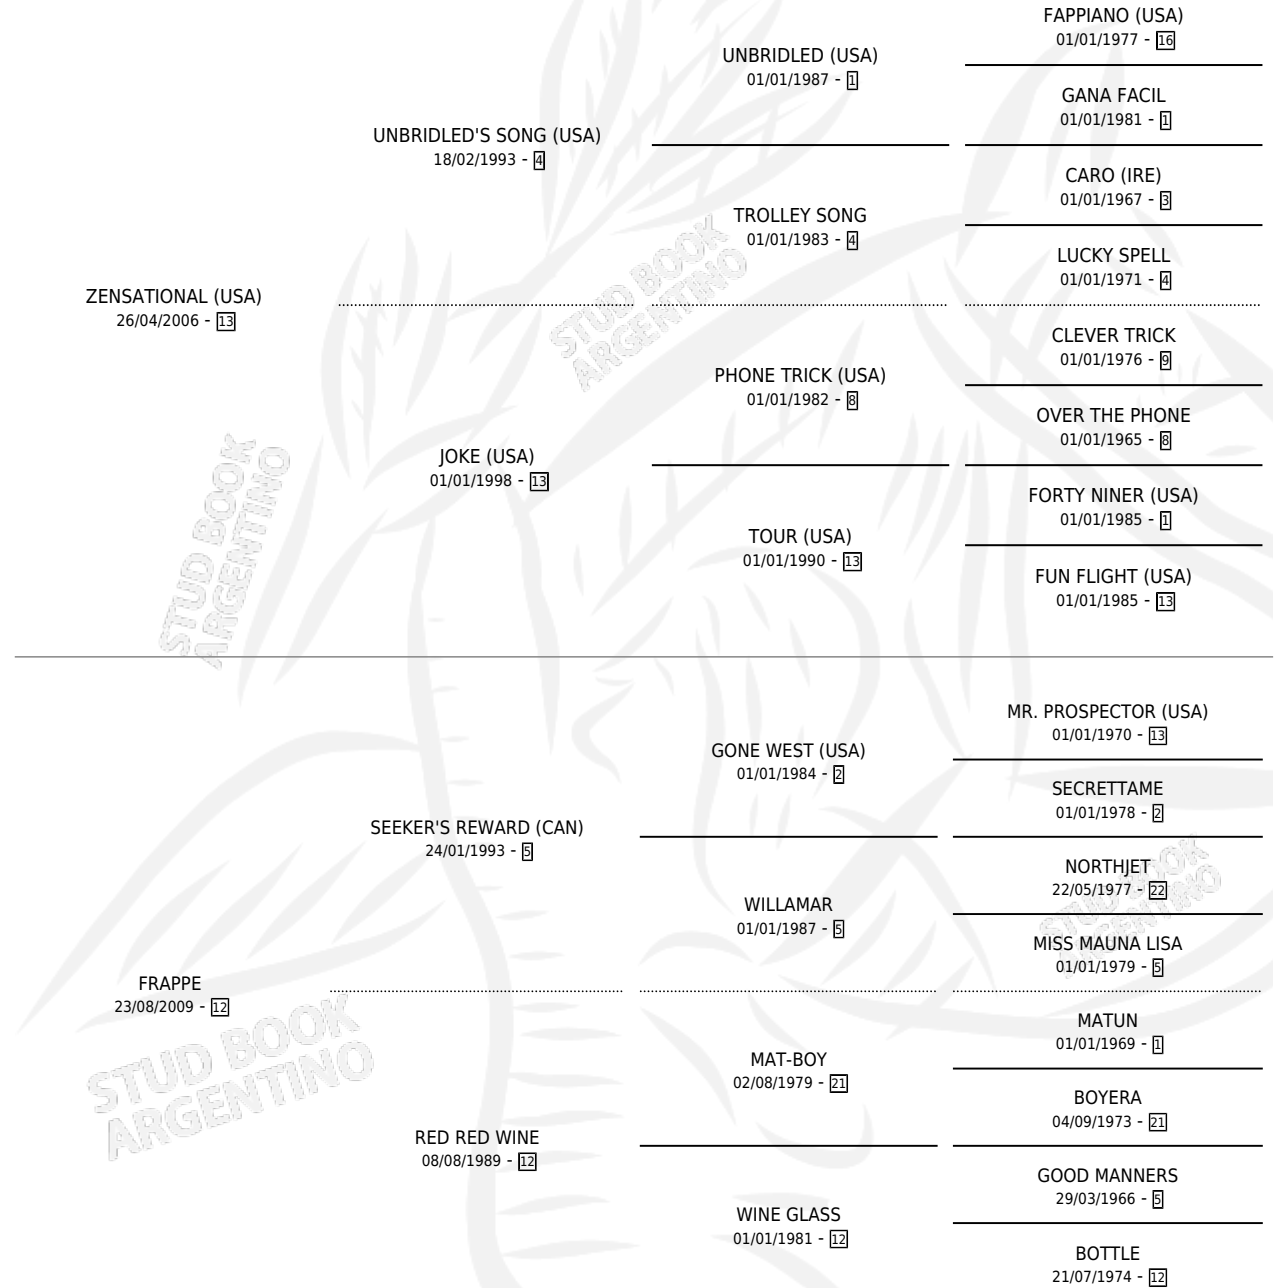 FAPPIANO (USA)
01/01/1977 - 16
UNBRIDLED (USA)
01/01/1987 - 1
GANA FACIL
01/01/1981 - 1
UNBRIDLED'S SONG (USA)
18/02/1993 - 4
CARO (IRE)
01/01/1967 - 3
TROLLEY SONG
01/01/1983 - 4
LUCKY SPELL
01/01/1971 - 4
ZENSATIONAL (USA)
26/04/2006 - 13
STUD BOOK
ARGENTINO
CLEVER TRICK
01/01/1976 - 9
PHONE TRICK (USA)
01/01/1982 - 8
OVER THE PHONE
01/01/1965 - 8
JOKE (USA)
01/01/1998 - 13
FORTY NINER (USA)
01/01/1985 - 1
TOUR (USA)
01/01/1990 - 13
FUN FLIGHT (USA)
01/01/1985 - 13
STUD BOOK
ARGENTINO
MR. PROSPECTOR (USA)
01/01/1970 - 13
GONE WEST (USA)
01/01/1984 - 2
SECRETTAME
01/01/1978 - 2
SEEKER'S REWARD (CAN)
24/01/1993 - 5
NORTHJET
22/05/1977 - 22
WILLAMAR
01/01/1987 - 5
MISS MAUNA LISA
01/01/1979 - 5
STUD BOOK
ARGENTINO
FRAPPE
23/08/2009 - 12
MATUN
01/01/1969 - 1
MAT-BOY
02/08/1979 - 21
BOYERA
04/09/1973 - 21
STUD BOOK
ARGENTINO
RED RED WINE
08/08/1989 - 12
GOOD MANNERS
29/03/1966 - 5
WINE GLASS
01/01/1981 - 12
BOTTLE
21/07/1974 - 12